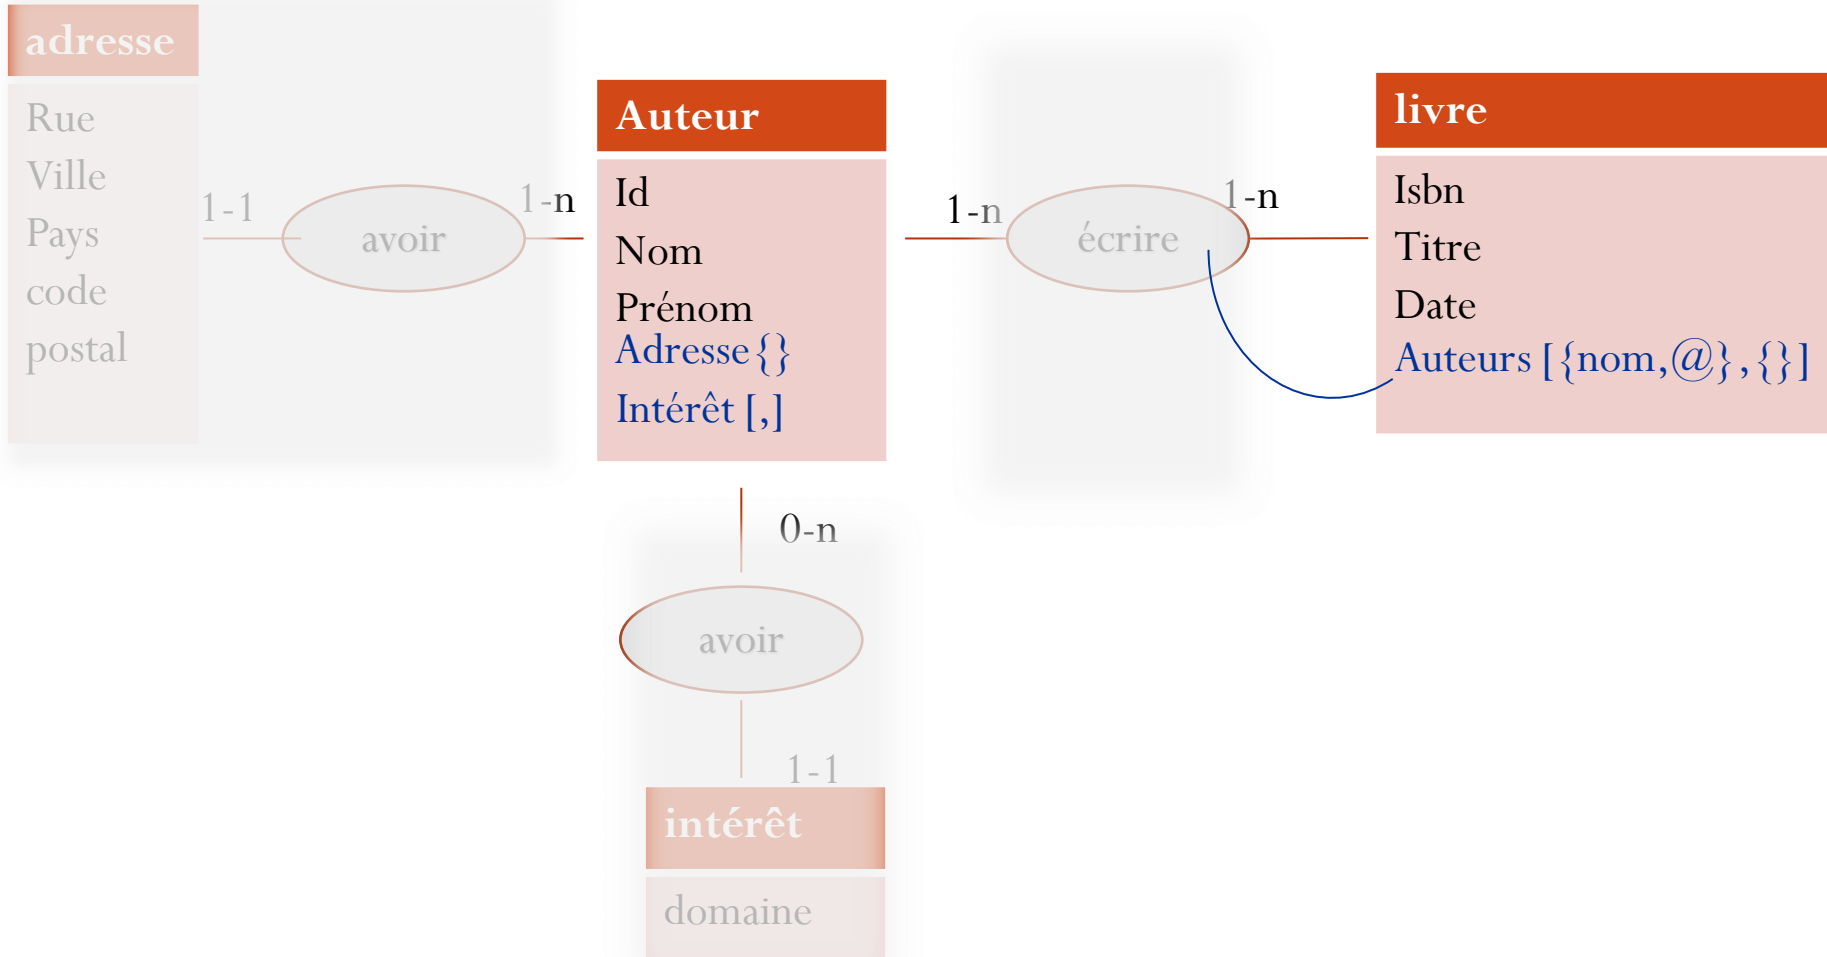 adresse
Rue
Ville
Pays
code
postal
1-1
avoir
1-n
Auteur
Id
Nom
Prénom
Adresse{}
Intérêt [,]
1-n
écrire
1-n
livre
Isbn
Titre
Date
Auteurs [{nom,@},{}]
0-n
avoir
1-1
intérêt
domaine